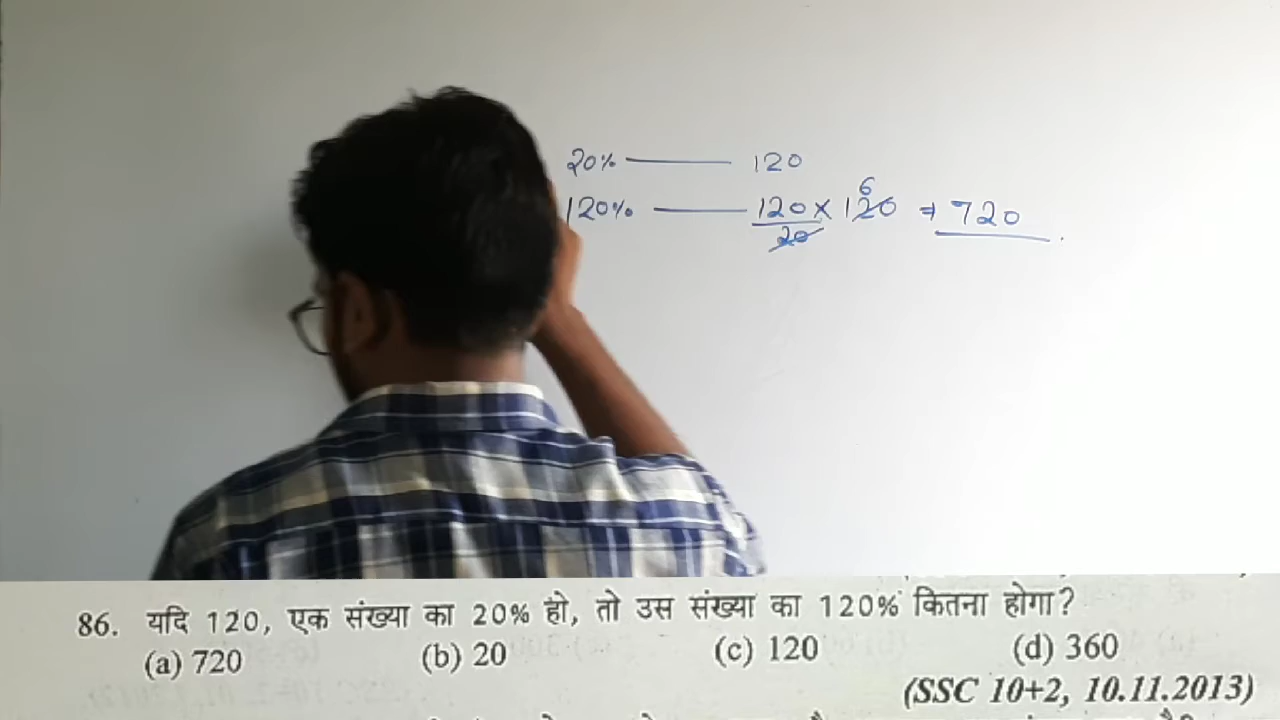 20% — 120
120% — 120/20 × 120 6 ⇒ 720
86. यदि 120, एक संख्या का 20% हो, तो उस संख्या का 120% कितना होगा?
(a) 720 (b) 20 (c) 120 (d) 360
(SSC 10+2, 10.11.2013)